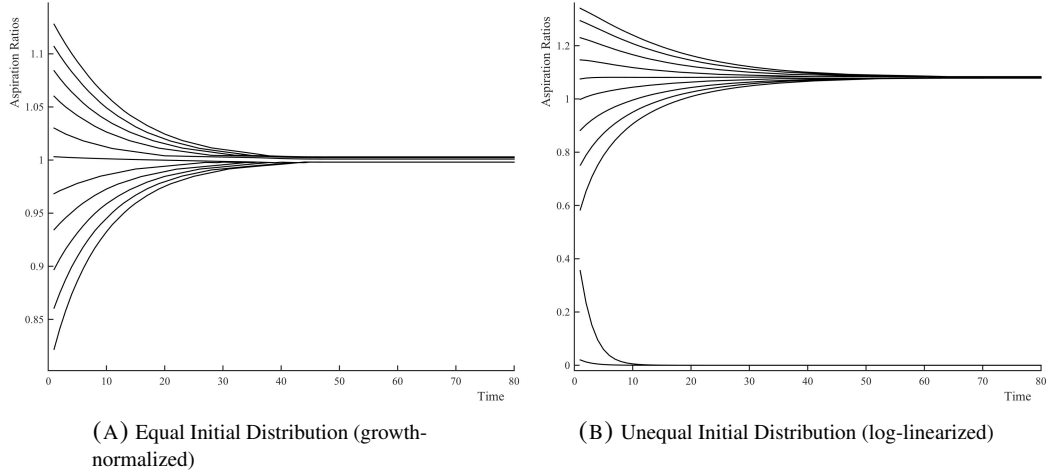 Aspiration Ratios
1.1
1.05
1
0.95
0.9
0.85
0 10 20 30 40 50 60 70 80
Time
(A) Equal Initial Distribution (growth-
normalized)
Aspiration Ratios
1.2
1
0.8
0.6
0.4
0.2
0
0 10 20 30 40 50 60 70 80
Time
(B) Unequal Initial Distribution (log-linearized)